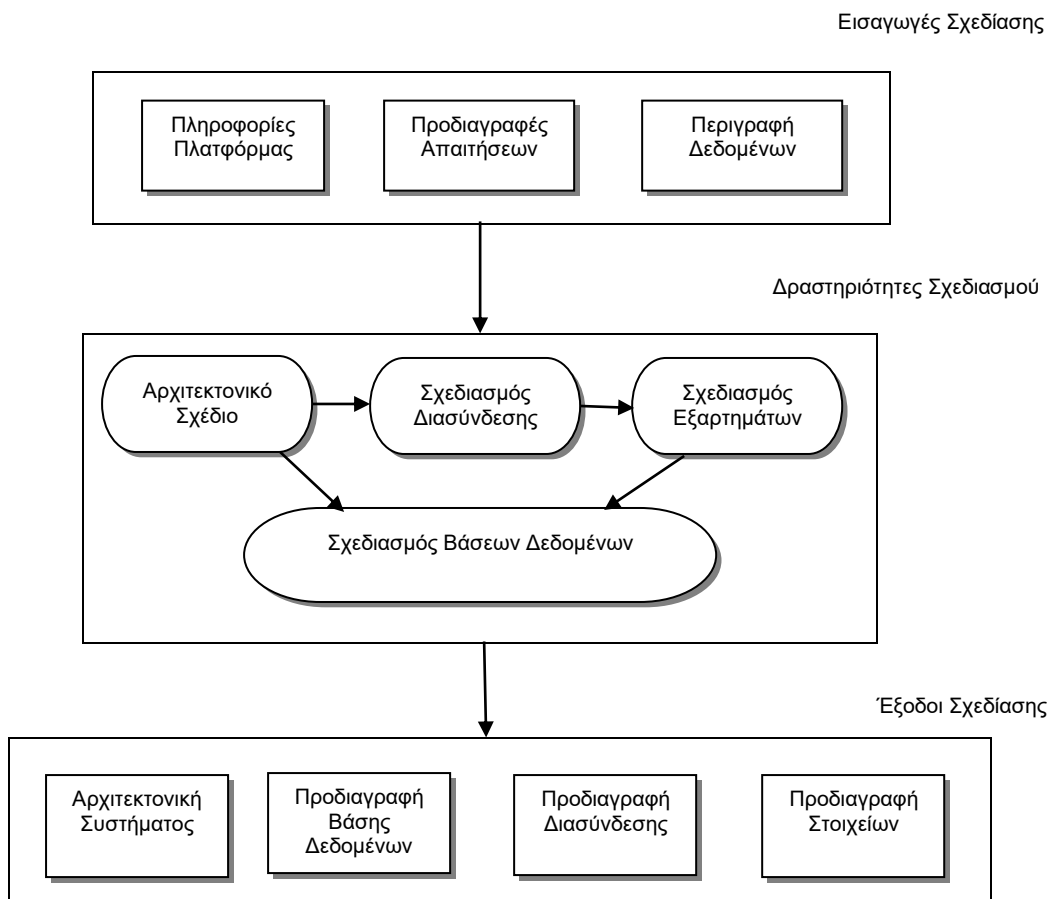 Εισαγωγές Σχεδίασης
Πληροφορίες
Πλατφόρμας
Προδιαγραφές
Απαιτήσεων
Περιγραφή
Δεδομένων
Δραστηριότητες Σχεδιασμού
Αρχιτεκτονικό
Σχέδιο
Σχεδιασμός
Διασύνδεσης
Σχεδιασμός
Εξαρτημάτων
Σχεδιασμός Βάσεων Δεδομένων
Έξοδοι Σχεδίασης
Αρχιτεκτονική
Συστήματος
Προδιαγραφή
Βάσης
Δεδομένων
Προδιαγραφή
Διασύνδεσης
Προδιαγραφή
Στοιχείων